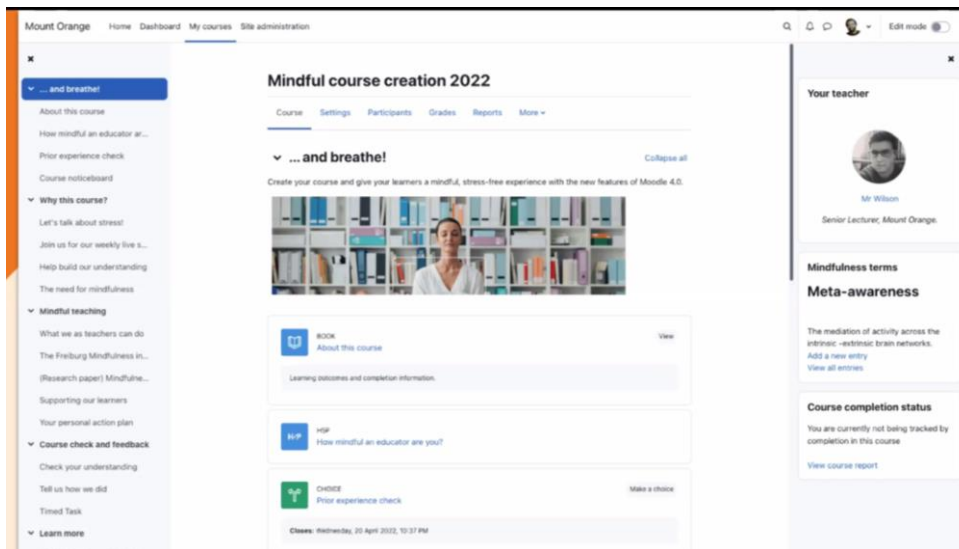 Mount Orange
Home Dashboard My courses Site administration
Edit mode
... and breathe!
About this course
How mindful an educator ar...
Prior experience check
Course noticeboard
Why this course?
Let's talk about stress!
Join us for our weekly live s...
Help build our understanding
The need for mindfulness
Mindful teaching
What we as teachers can do
The Freiburg Mindfulness in...
(Research paper) Mindfulne...
Supporting our learners
Your personal action plan
Course check and feedback
Check your understanding
Tell us how we did
Timed Task
Learn more
Mindful course creation 2022
Course Settings Participants Grades Reports More
... and breathe!
Collapse all
Create your course and give your learners a mindful, stress-free experience with the new features of Moodle 4.0.
BOOK
About this course
View
Learning outcomes and completion information.
H-P
H5P
How mindful an educator are you?
CHOICE
Prior experience check
Make a choice
Closes: Wednesday, 20 April 2022, 10:37 PM
Your teacher
Mr Wilson
Senior Lecturer, Mount Orange.
Mindfulness terms
Meta-awareness
The mediation of activity across the
intrinsic -extrinsic brain networks.
Add a new entry
View all entries
Course completion status
You are currently not being tracked by
completion in this course
View course report